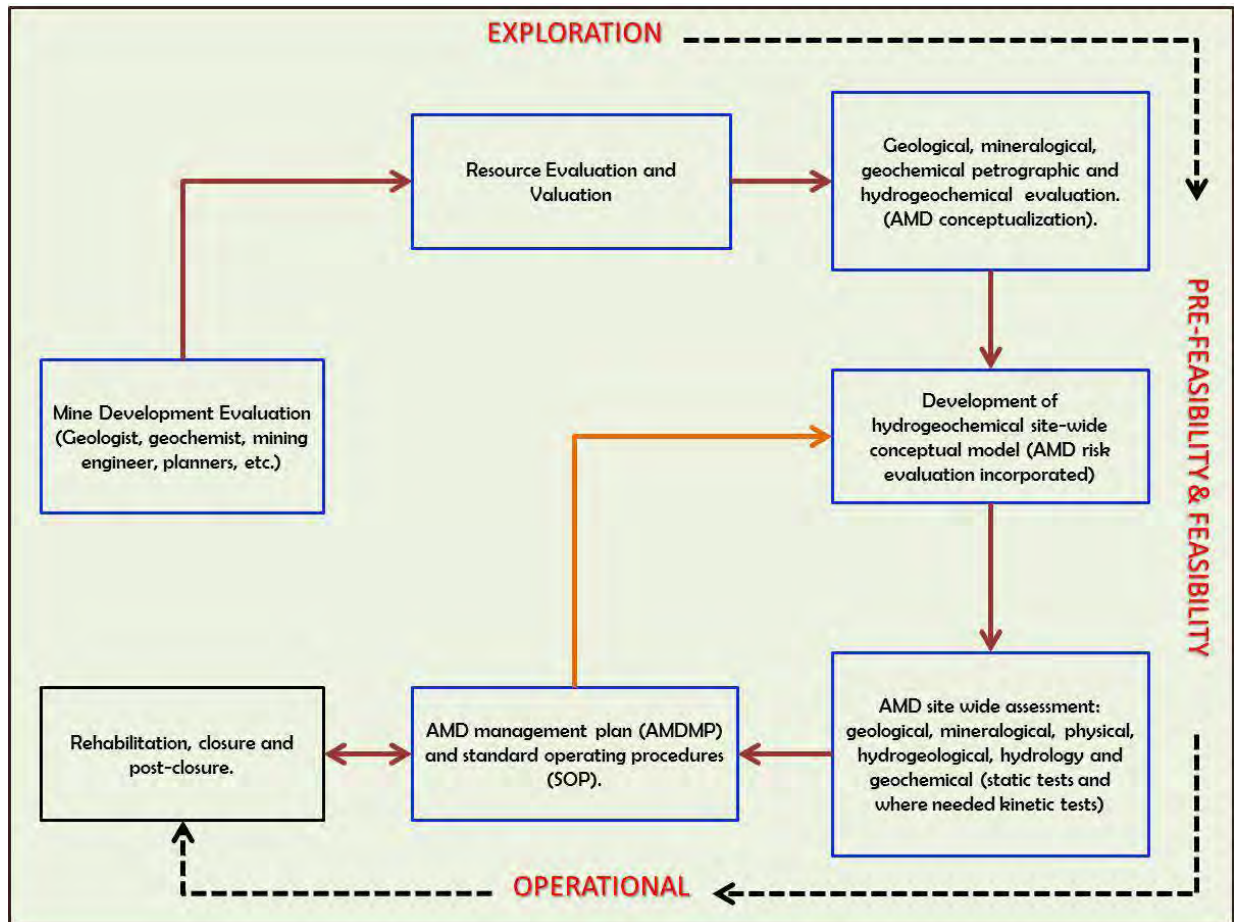 EXPLORATION
Resource Evaluation and
Valuation
Geological, mineralogical,
geochemical petrographic and
hydrogeochemical evaluation.
(AMD conceptualization).
PRE-FEASIBILITY & FEASIBILITY
Mine Development Evaluation
(Geologist, geochemist, mining
engineer, planners, etc.)
Development of
hydrogeochemical site-wide
conceptual model (AMD risk
evaluation incorporated)
Rehabilitation, closure and
post-closure.
AMD management plan (AMDMP)
and standard operating procedures
(SOP).
AMD site wide assessment:
geological, mineralogical, physical,
hydrogeological, hydrology and
geochemical (static tests and
where needed kinetic tests)
OPERATIONAL